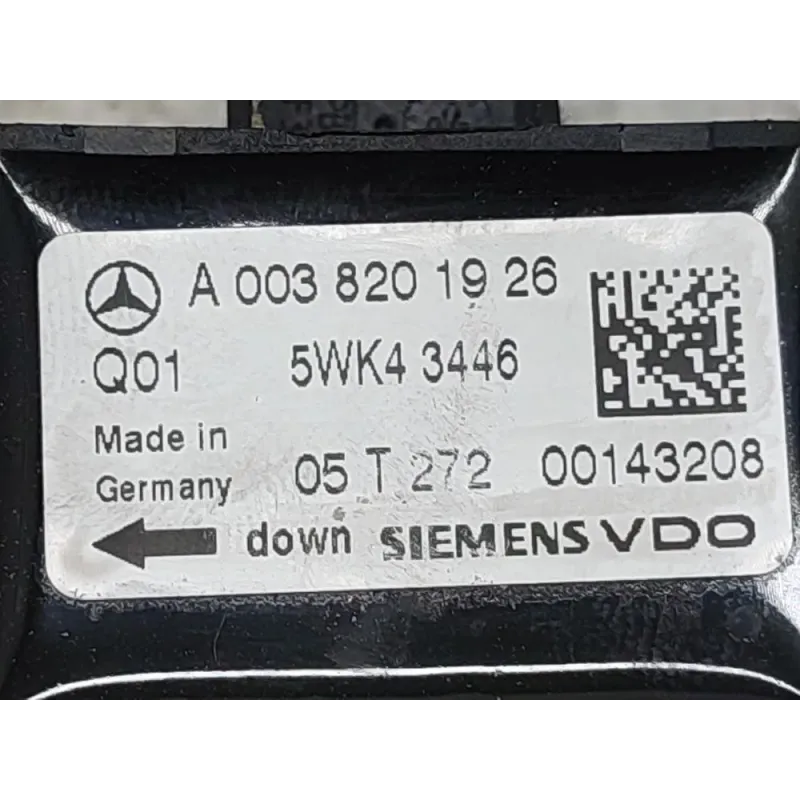 A 003 820 19 26
Q01 5WK4 3446
Made in
Germany 05 T 272 00143208
down SIEMENS VDO